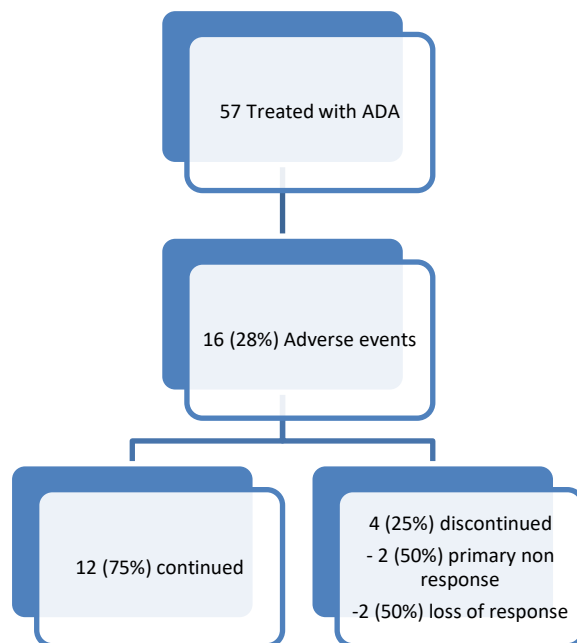 57 Treated with ADA
16 (28%) Adverse events
12 (75%) continued
4 (25%) discontinued
- 2 (50%) primary non
response
-2 (50%) loss of response